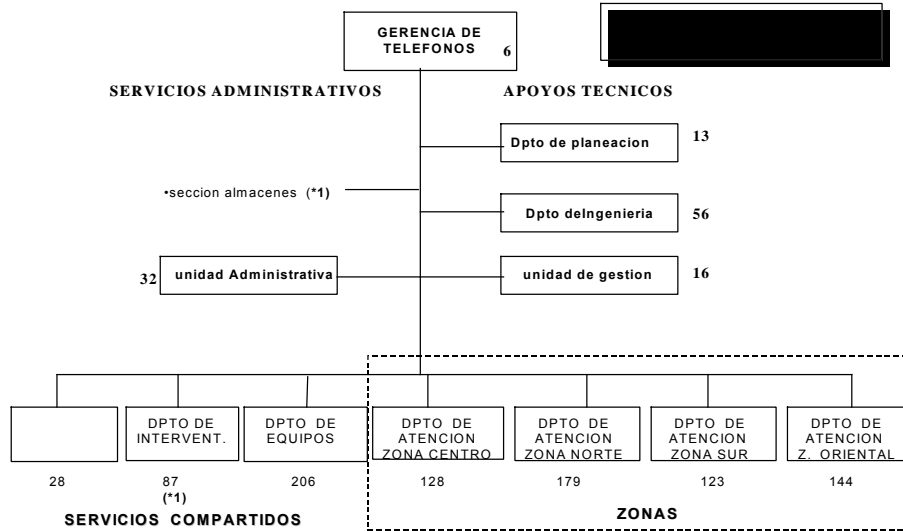 GERENCIA DE
TELEFONOS
6
SERVICIOS ADMINISTRATIVOS
APOYOS TECNICOS
Dpto de planeacion
13
•seccion almacenes (*1)
Dpto deIngenieria
56
32
unidad Administrativa
unidad de gestion
16
DPTO DE
INTERVENT.
DPTO DE
EQUIPOS
DPTO DE
ATENCION
ZONA CENTRO
DPTO DE
ATENCION
ZONA NORTE
DPTO DE
ATENCION
ZONA SUR
DPTO DE
ATENCION
Z. ORIENTAL
28
87
(*1)
206
128
179
123
144
SERVICIOS COMPARTIDOS
ZONAS